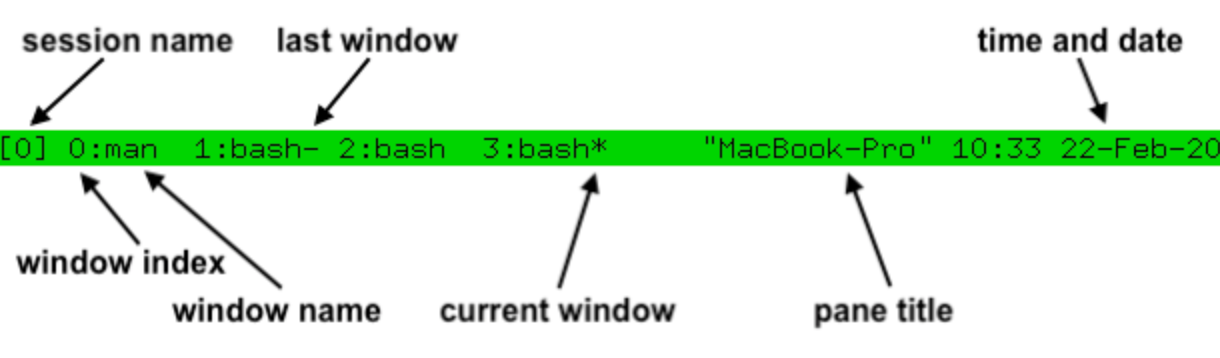 session name last window time and date
[0] 0:man 1:bash- 2:bash 3:bash* "MacBook-Pro" 10:33 22-Feb-20
window index
window name current window pane title